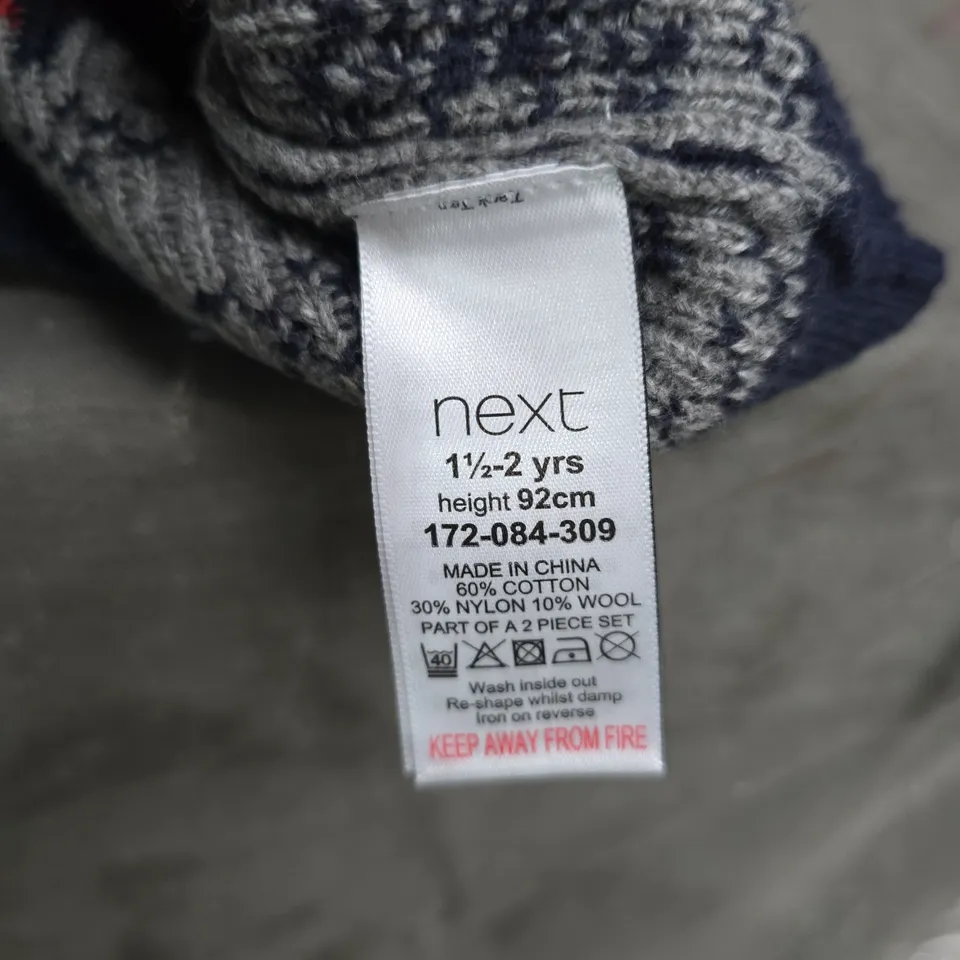 next
1½-2 yrs
height 92cm
172-084-309
MADE IN CHINA
60% COTTON
30% NYLON 10% WOOL
PART OF A 2 PIECE SET
40
Wash inside out
Re-shape whilst damp
Iron on reverse
KEEP AWAY FROM FIRE